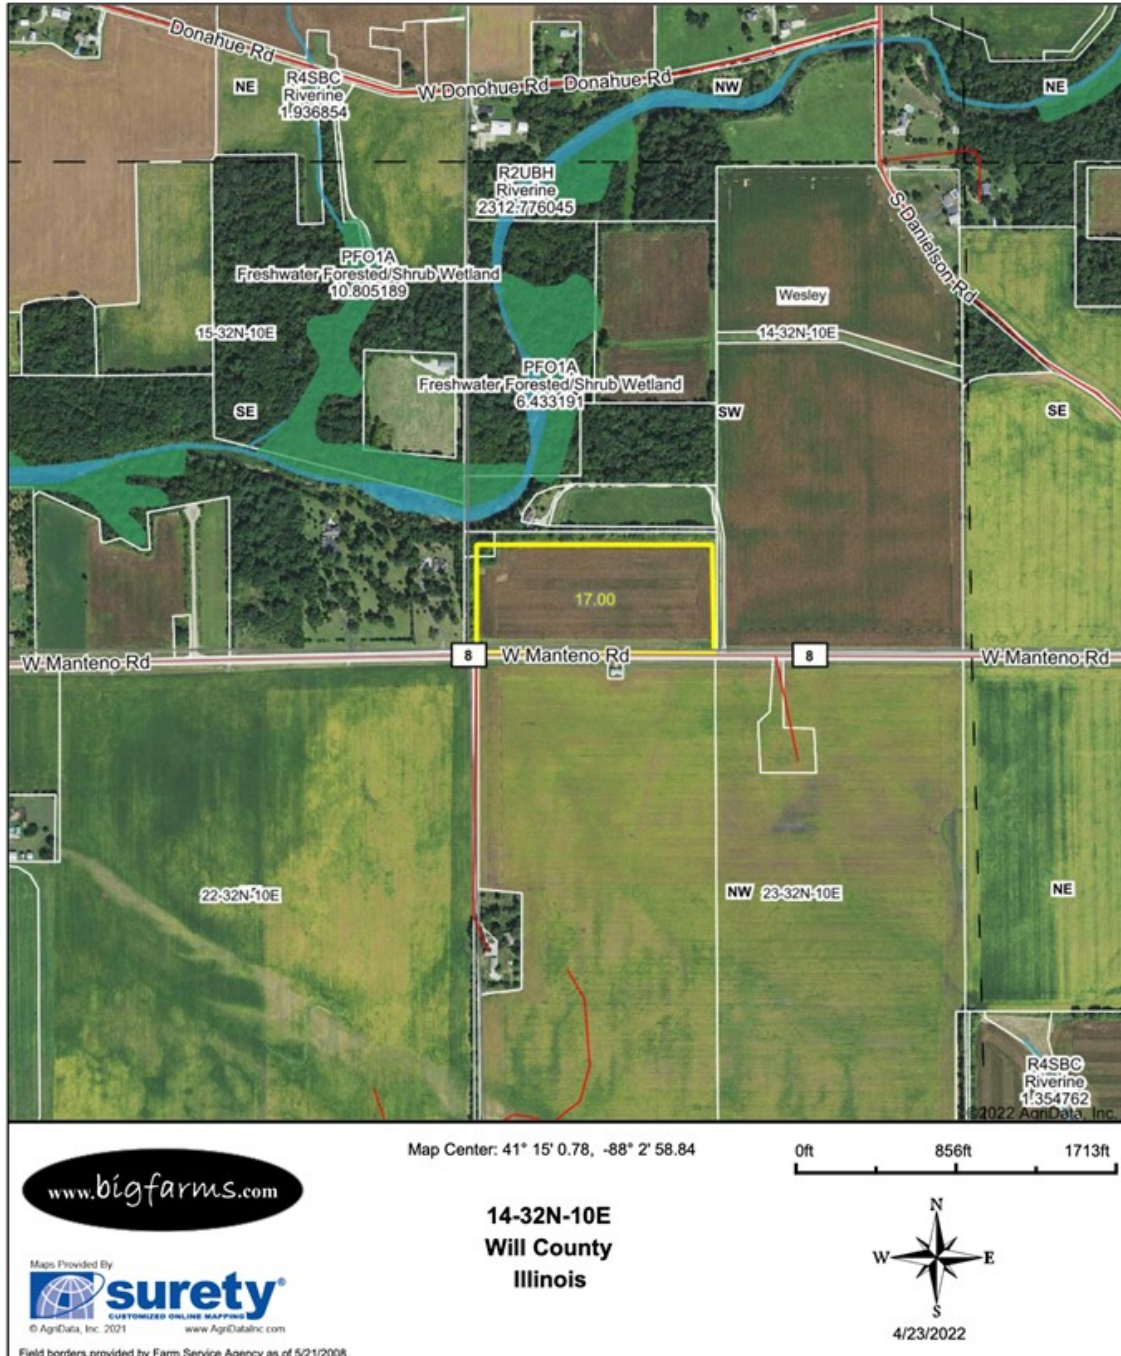 Donahue Rd
W Donohue Rd
Donahue Rd
NE
NW
NE
R4SBC
Riverine
1.936854
R2UBH
Riverine
2312.776045
S Danielson Rd
PFO1A
Freshwater Forested/Shrub Wetland
10.805189
Wesley
15-32N-10E
14-32N-10E
PFO1A
Freshwater Forested/Shrub Wetland
6.433191
SE
SW
SE
17.00
W Manteno Rd
8
W Manteno Rd
8
W Manteno Rd
22-32N-10E
NW
23-32N-10E
NE
R4SBC
Riverine
1.354762
©2022 AgriData, Inc.
www.bigfarms.com
Map Center: 41° 15' 0.78, -88° 2' 58.84
0ft
856ft
1713ft
14-32N-10E
Will County
Illinois
N
W
E
S
4/23/2022
Maps Provided By
surety®
CUSTOMIZED ONLINE MAPPING
© AgriData, Inc. 2021
www.AgriDataInc.com
Field borders provided by Farm Service Agency as of 5/21/2008.